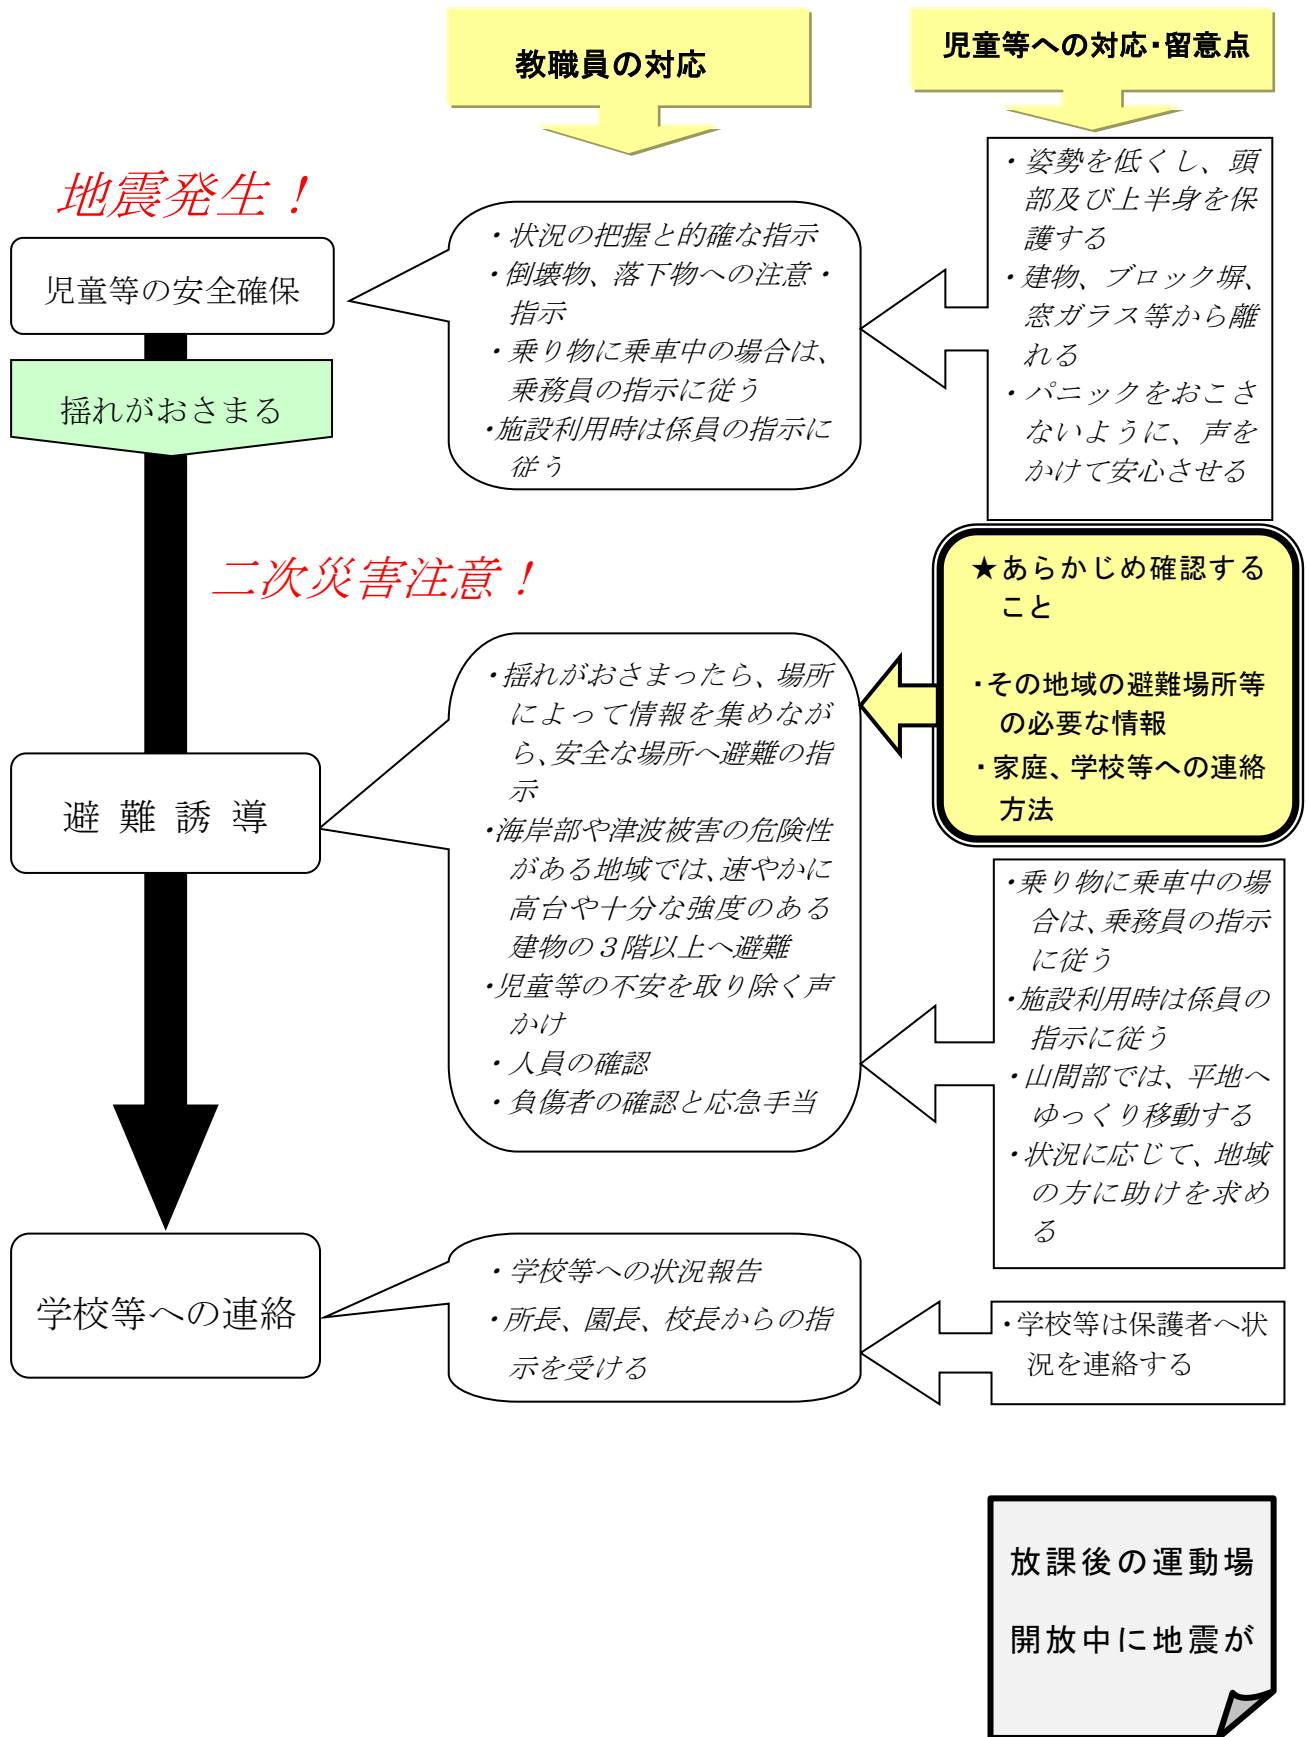 教職員の対応
児童等への対応・留意点
地震発生！
児童等の安全確保
揺れがおさまる
・状況の把握と的確な指示
・倒壊物、落下物への注意・
指示
・乗り物に乗車中の場合は、
乗務員の指示に従う
・施設利用時は係員の指示に
従う
・姿勢を低くし、頭
部及び上半身を保
護する
・建物、ブロック塀、
窓ガラス等から離
れる
・パニックをおこさ
ないように、声を
かけて安心させる
二次災害注意！
★あらかじめ確認する
こと
・その地域の避難場所等
の必要な情報
・家庭、学校等への連絡
方法
避 難 誘 導
・揺れがおさまったら、場所
によって情報を集めなが
ら、安全な場所へ避難の指
示
・海岸部や津波被害の危険性
がある地域では、速やかに
高台や十分な強度のある
建物の３階以上へ避難
・児童等の不安を取り除く声
かけ
・人員の確認
・負傷者の確認と応急手当
・乗り物に乗車中の場
合は、乗務員の指示
に従う
・施設利用時は係員の
指示に従う
・山間部では、平地へ
ゆっくり移動する
・状況に応じて、地域
の方に助けを求め
る
学校等への連絡
・学校等への状況報告
・所長、園長、校長からの指
示を受ける
・学校等は保護者へ状
況を連絡する
放課後の運動場
開放中に地震が